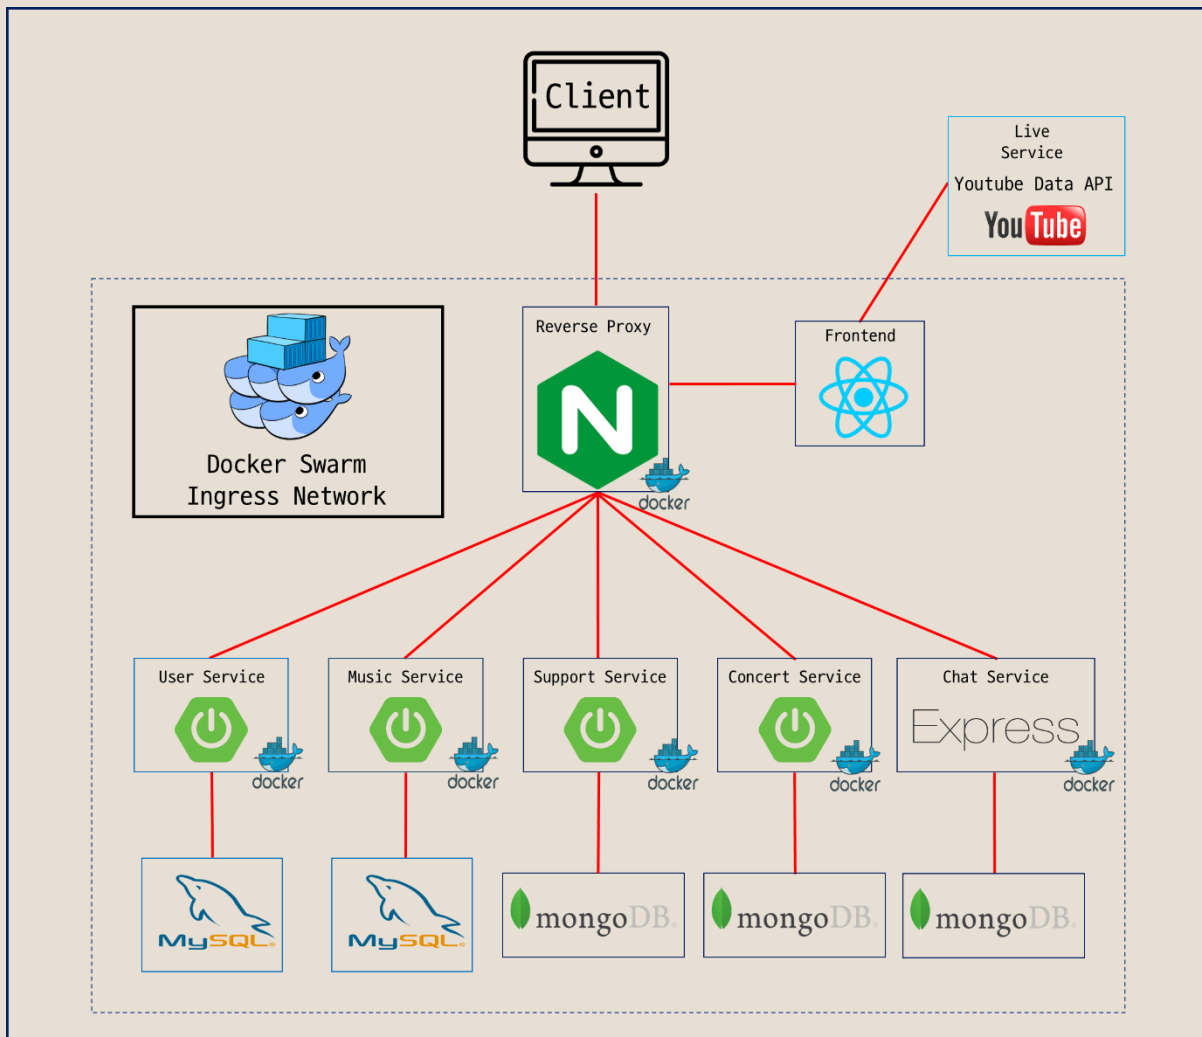 Client
Live
Service
Youtube Data API
YouTube
Reverse Proxy
N
docker
Frontend
Docker Swarm
Ingress Network
User Service
docker
Music Service
docker
Support Service
docker
Concert Service
docker
Chat Service
Express
docker
MySQL®
MySQL®
mongoDB®
mongoDB®
mongoDB®